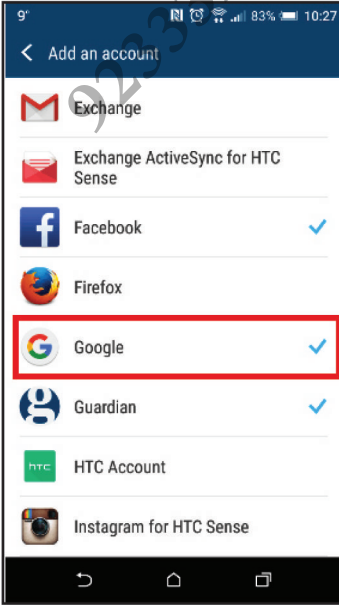 9° 83% 10:27
Add an account
Exchange
Exchange ActiveSync for HTC
Sense
Facebook
Firefox
Google
Guardian
hTC HTC Account
Instagram for HTC Sense